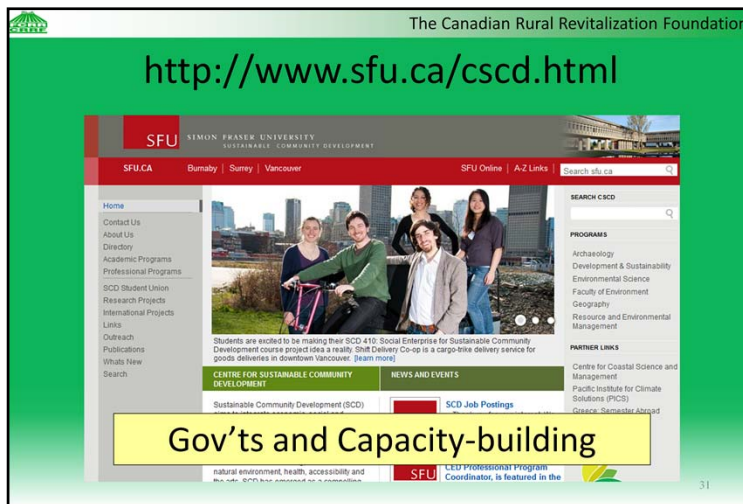 The Canadian Rural Revitalization Foundation
http://www.sfu.ca/cscd.html
SFU SIMON FRASER UNIVERSITY
SUSTAINABLE COMMUNITY DEVELOPMENT
SFU.CA Burnaby | Surrey | Vancouver SFU Online | A-Z Links | Search sfu.ca
Home
Contact Us
About Us
Directory
Academic Programs
Professional Programs
SCD Student Union
Research Projects
International Projects
Links
Outreach
Publications
Whats New
Search
Students are excited to be making their SCD 410: Social Enterprise for Sustainable Community
Development course project idea a reality. Shift Delivery Co-op is a cargo-trike delivery service for
goods deliveries in downtown Vancouver. [learn more]
CENTRE FOR SUSTAINABLE COMMUNITY
DEVELOPMENT
Sustainable Community Development (SCD)
natural environment, health, accessibility and
NEWS AND EVENTS
SCD Job Postings
SFU
CED Professional Program
Coordinator, is featured in the
SEARCH CSCD
PROGRAMS
Archaeology
Development & Sustainability
Environmental Science
Faculty of Environment
Geography
Resource and Environmental
Management
PARTNER LINKS
Centre for Coastal Science and
Management
Pacific Institute for Climate
Solutions (PICS)
Greece: Semester Abroad
Gov'ts and Capacity-building
31